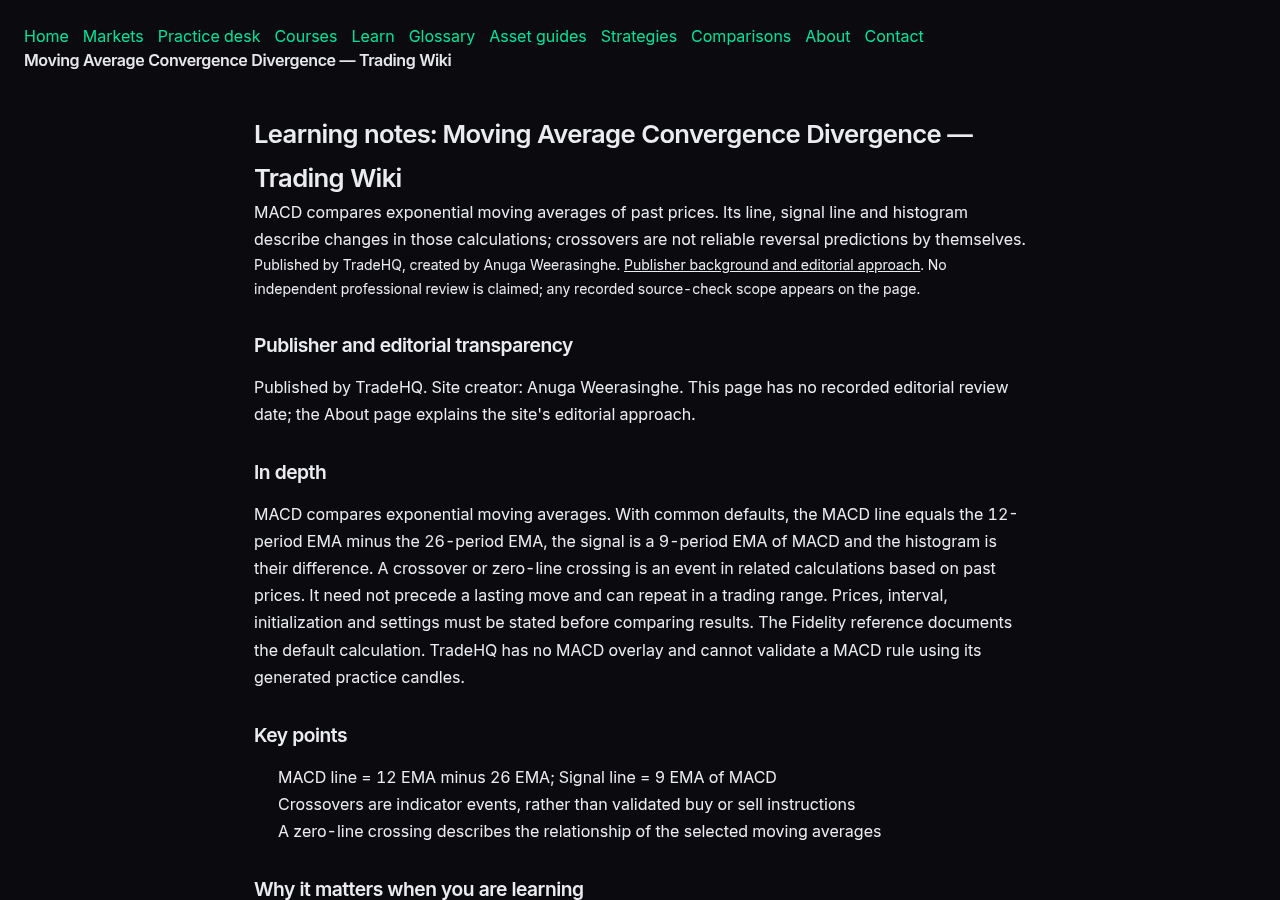 Home Markets Practice desk Courses Learn Glossary Asset guides Strategies Comparisons About Contact
Moving Average Convergence Divergence — Trading Wiki
Learning notes: Moving Average Convergence Divergence —
Trading Wiki
MACD compares exponential moving averages of past prices. Its line, signal line and histogram
describe changes in those calculations; crossovers are not reliable reversal predictions by themselves.
Published by TradeHQ, created by Anuga Weerasinghe. Publisher background and editorial approach. No
independent professional review is claimed; any recorded source-check scope appears on the page.
Publisher and editorial transparency
Published by TradeHQ. Site creator: Anuga Weerasinghe. This page has no recorded editorial review
date; the About page explains the site's editorial approach.
In depth
MACD compares exponential moving averages. With common defaults, the MACD line equals the 12-
period EMA minus the 26-period EMA, the signal is a 9-period EMA of MACD and the histogram is
their difference. A crossover or zero-line crossing is an event in related calculations based on past
prices. It need not precede a lasting move and can repeat in a trading range. Prices, interval,
initialization and settings must be stated before comparing results. The Fidelity reference documents
the default calculation. TradeHQ has no MACD overlay and cannot validate a MACD rule using its
generated practice candles.
Key points
MACD line = 12 EMA minus 26 EMA; Signal line = 9 EMA of MACD
Crossovers are indicator events, rather than validated buy or sell instructions
A zero-line crossing describes the relationship of the selected moving averages
Why it matters when you are learning